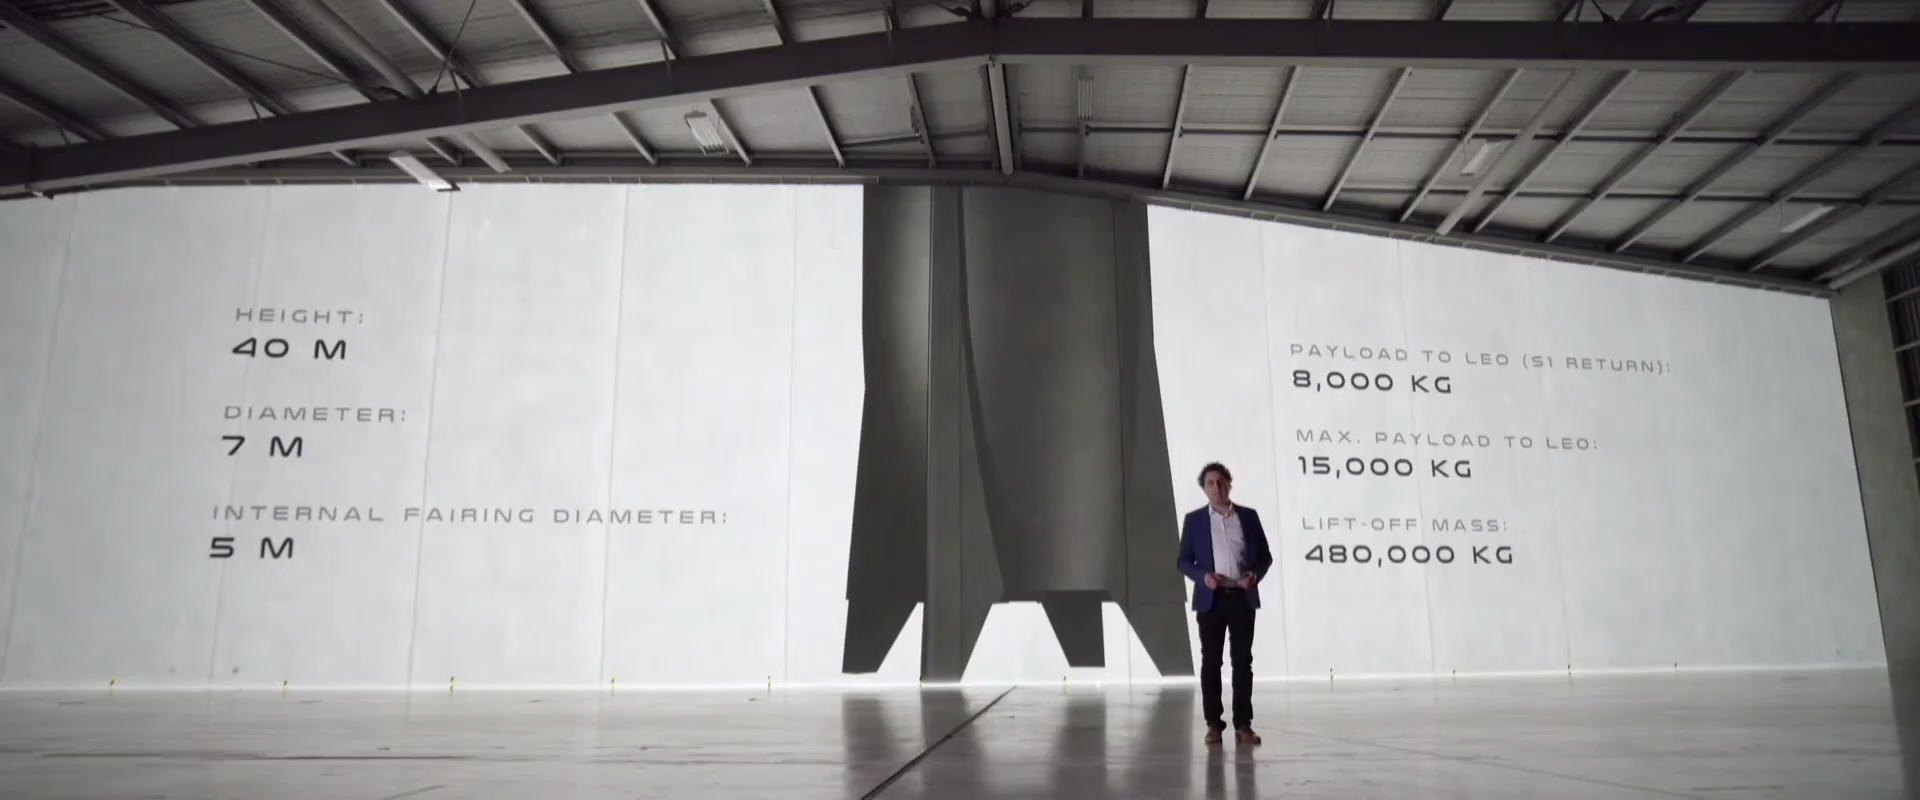 HEIGHT:
40 M
DIAMETER:
7 M
INTERNAL FAIRING DIAMETER:
5 M
PAYLOAD TO LEO (S1 RETURN):
8,000 KG
MAX. PAYLOAD TO LEO:
15,000 KG
LIFT-OFF MASS:
480,000 KG